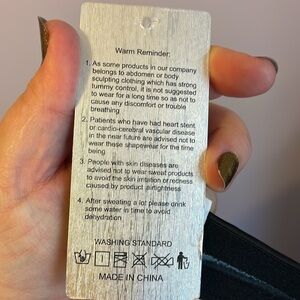 Warm Reminder:
1. As some products in our company
belongs to abdomen or body
sculpting clothing which has strong
tummy control, it is not suggested
to wear for a long time so as not to
cause any discomfort or trouble
breathing
2. Patients who have had heart stent
or cardio-cerebral vascular disease
in the near future are advised not to
wear these shapewear for the time
being
3. People with skin diseases are
advised not to wear sweat products
to avoid the skin irritation or redness
caused by product airtightness
4. After sweating a lot please drink
some water in time to avoid
dehydration
WASHING STANDARD
MADE IN CHINA